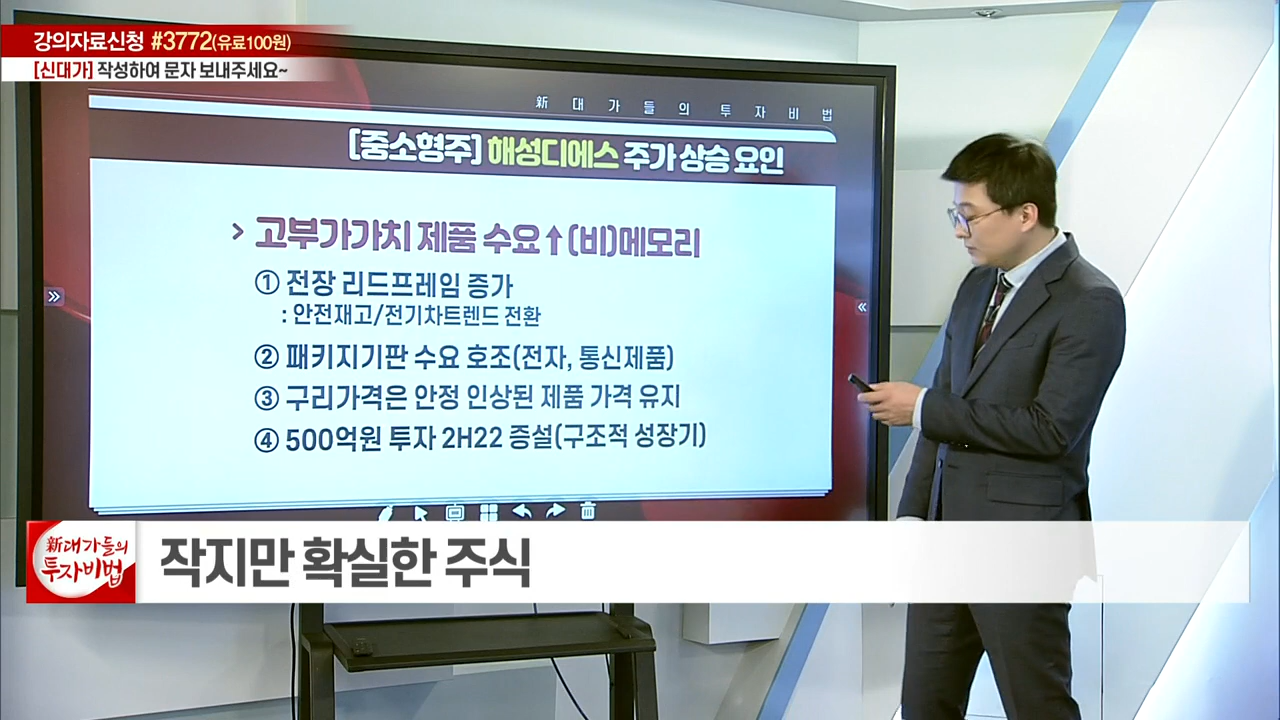 강의자료신청 #3772(유료100원)
[신대가] 작성하여 문자 보내주세요~
新 대 가 들 의 투 자 비 법
[중소형주] 해성디에스 주가 상승 요인
> 고부가가치 제품 수요↑(비)메모리
① 전장 리드프레임 증가
: 안전재고/전기차트렌드 전환
② 패키지기판 수요 호조(전자, 통신제품)
③ 구리가격은 안정 인상된 제품 가격 유지
④ 500억원 투자 2H22 증설(구조적 성장기)
新대가들의
투자비법
작지만 확실한 주식